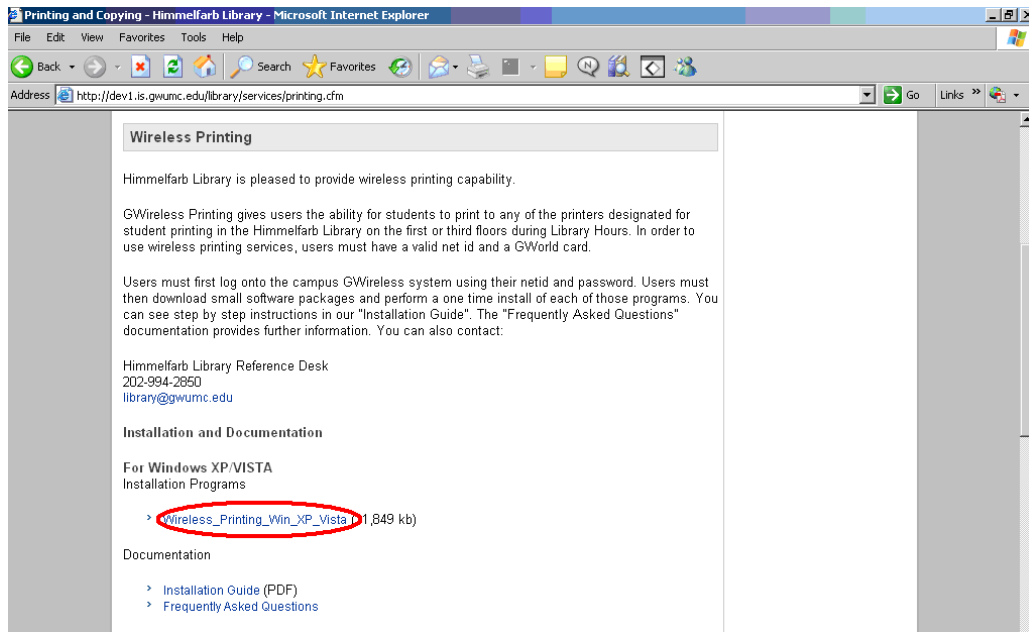 Printing and Copying - Himmelfarb Library - Microsoft Internet Explorer
File Edit View Favorites Tools Help
Back Search Favorites
Address http://dev1.is.gwumc.edu/library/services/printing.cfm Go Links »
Wireless Printing
Himmelfarb Library is pleased to provide wireless printing capability.
GWireless Printing gives users the ability for students to print to any of the printers designated for
student printing in the Himmelfarb Library on the first or third floors during Library Hours. In order to
use wireless printing services, users must have a valid net id and a GWorld card.
Users must first log onto the campus GWireless system using their netid and password. Users must
then download small software packages and perform a one time install of each of those programs. You
can see step by step instructions in our "Installation Guide". The "Frequently Asked Questions"
documentation provides further information. You can also contact:
Himmelfarb Library Reference Desk
202-994-2850
library@gwumc.edu
Installation and Documentation
For Windows XP/VISTA
Installation Programs
Wireless_Printing_Win_XP_Vista 1,849 kb)
Documentation
Installation Guide (PDF)
Frequently Asked Questions